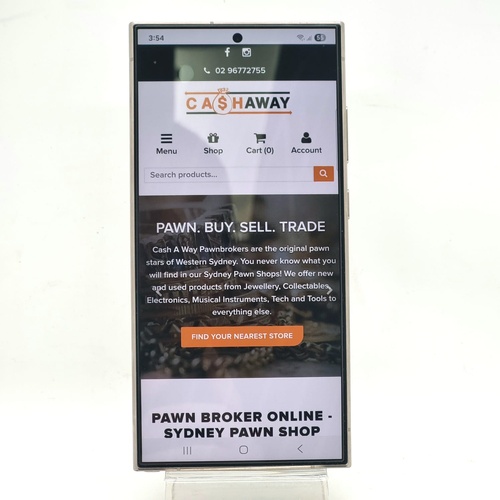 3:54
58
02 96772755
CA$HAWAY
Menu
Shop
Cart (0)
Account
Search products...
PAWN. BUY. SELL. TRADE
Cash A Way Pawnbrokers are the original pawn
stars of Western Sydney. You never know what you
will find in our Sydney Pawn Shops! We offer new
and used products from Jewellery, Collectables,
Electronics, Musical Instruments, Tech and Tools to
everything else.
FIND YOUR NEAREST STORE
PAWN BROKER ONLINE -
SYDNEY PAWN SHOP